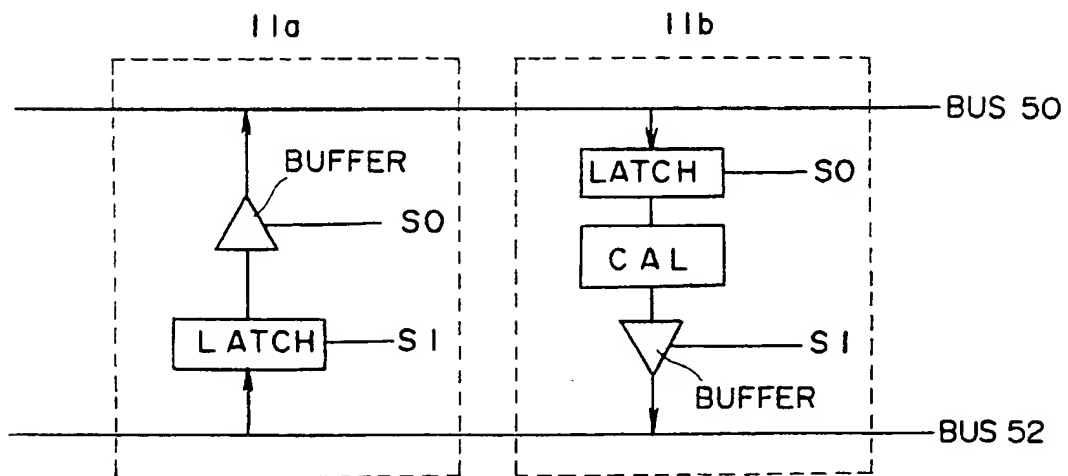 11a
11b
BUS 50
BUFFER
LATCH
S0
S0
CAL
LATCH
S1
S1
BUFFER
BUS 52